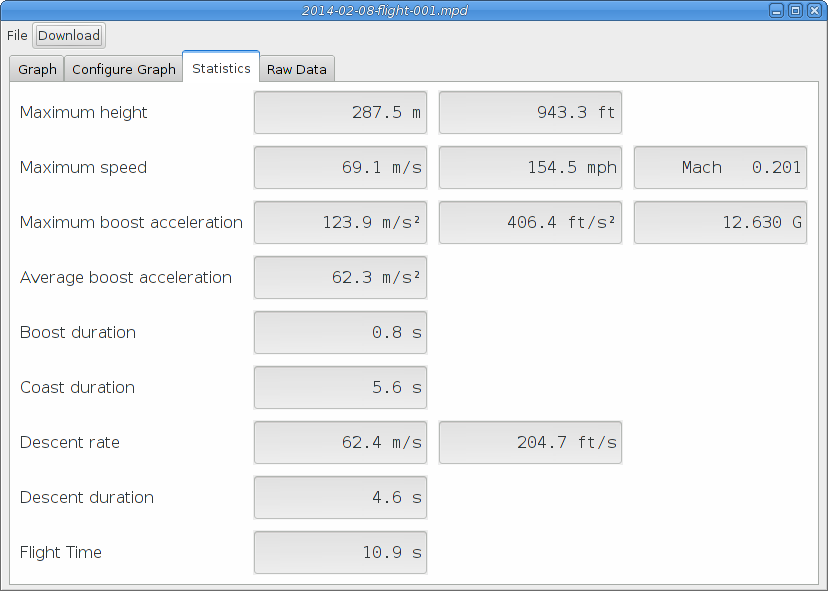 2014-02-08-flight-001.mpd
File Download
Graph Configure Graph Statistics Raw Data
Maximum height 287.5 m 943.3 ft
Maximum speed 69.1 m/s 154.5 mph Mach 0.201
Maximum boost acceleration 123.9 m/s² 406.4 ft/s² 12.630 G
Average boost acceleration 62.3 m/s²
Boost duration 0.8 s
Coast duration 5.6 s
Descent rate 62.4 m/s 204.7 ft/s
Descent duration 4.6 s
Flight Time 10.9 s